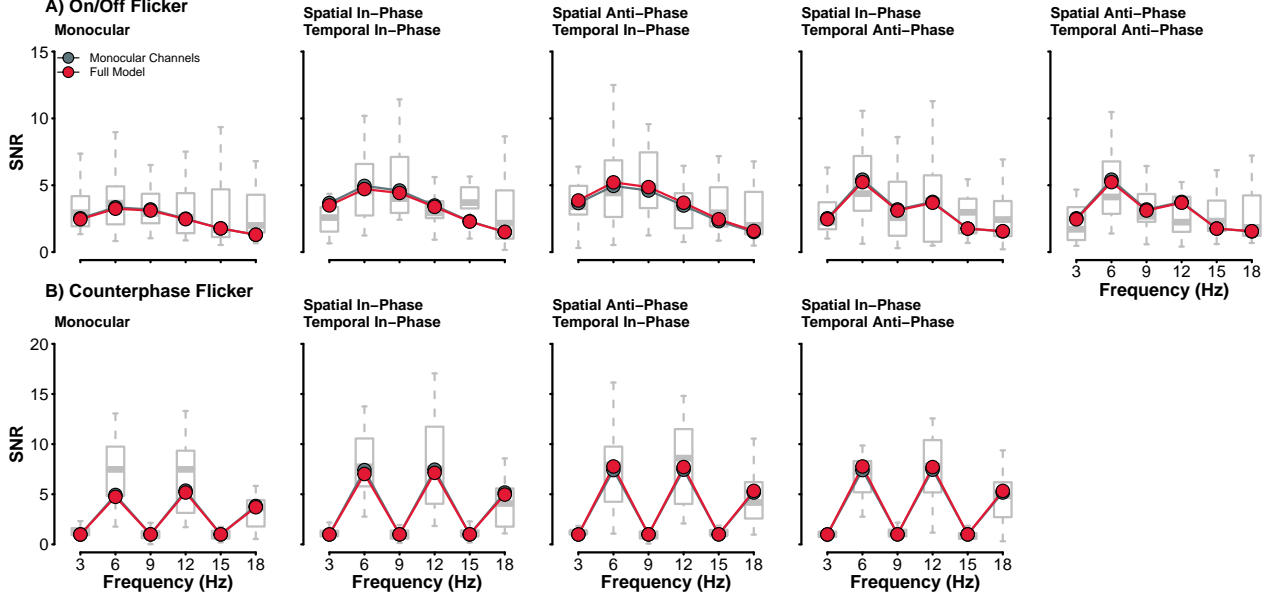 A) On/Off Flicker
Monocular
Spatial In−Phase
Temporal In−Phase
Spatial Anti−Phase
Temporal In−Phase
Spatial In−Phase
Temporal Anti−Phase
Spatial Anti−Phase
Temporal Anti−Phase
Monocular Channels
Full Model
15
10
5
0
SNR
3 6 9 12 15 18
Frequency (Hz)
B) Counterphase Flicker
Monocular
Spatial In−Phase
Temporal In−Phase
Spatial Anti−Phase
Temporal In−Phase
Spatial In−Phase
Temporal Anti−Phase
20
15
10
5
0
SNR
3 6 9 12 15 18
Frequency (Hz)
3 6 9 12 15 18
Frequency (Hz)
3 6 9 12 15 18
Frequency (Hz)
3 6 9 12 15 18
Frequency (Hz)